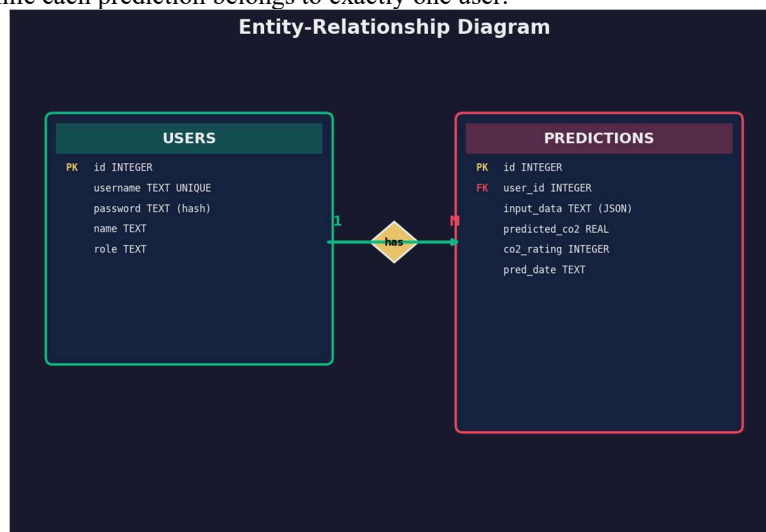 each prediction belongs to exactly one user.
Entity-Relationship Diagram
USERS
PK id INTEGER
username TEXT UNIQUE
password TEXT (hash)
name TEXT
role TEXT
1
has
M
PREDICTIONS
PK id INTEGER
FK user_id INTEGER
input_data TEXT (JSON)
predicted_co2 REAL
co2_rating INTEGER
pred_date TEXT